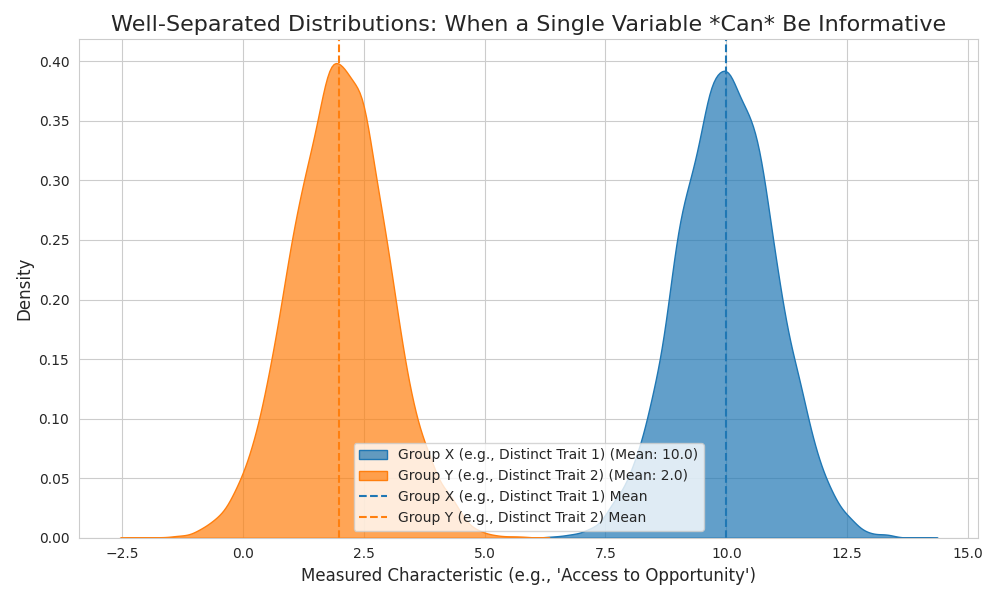 Well-Separated Distributions: When a Single Variable *Can* Be Informative
Density
0.40
0.35
0.30
0.25
0.20
0.15
0.10
0.05
0.00
Group X (e.g., Distinct Trait 1) (Mean: 10.0)
Group Y (e.g., Distinct Trait 2) (Mean: 2.0)
Group X (e.g., Distinct Trait 1) Mean
Group Y (e.g., Distinct Trait 2) Mean
−2.5 0.0 2.5 5.0 7.5 10.0 12.5 15.0
Measured Characteristic (e.g., 'Access to Opportunity')